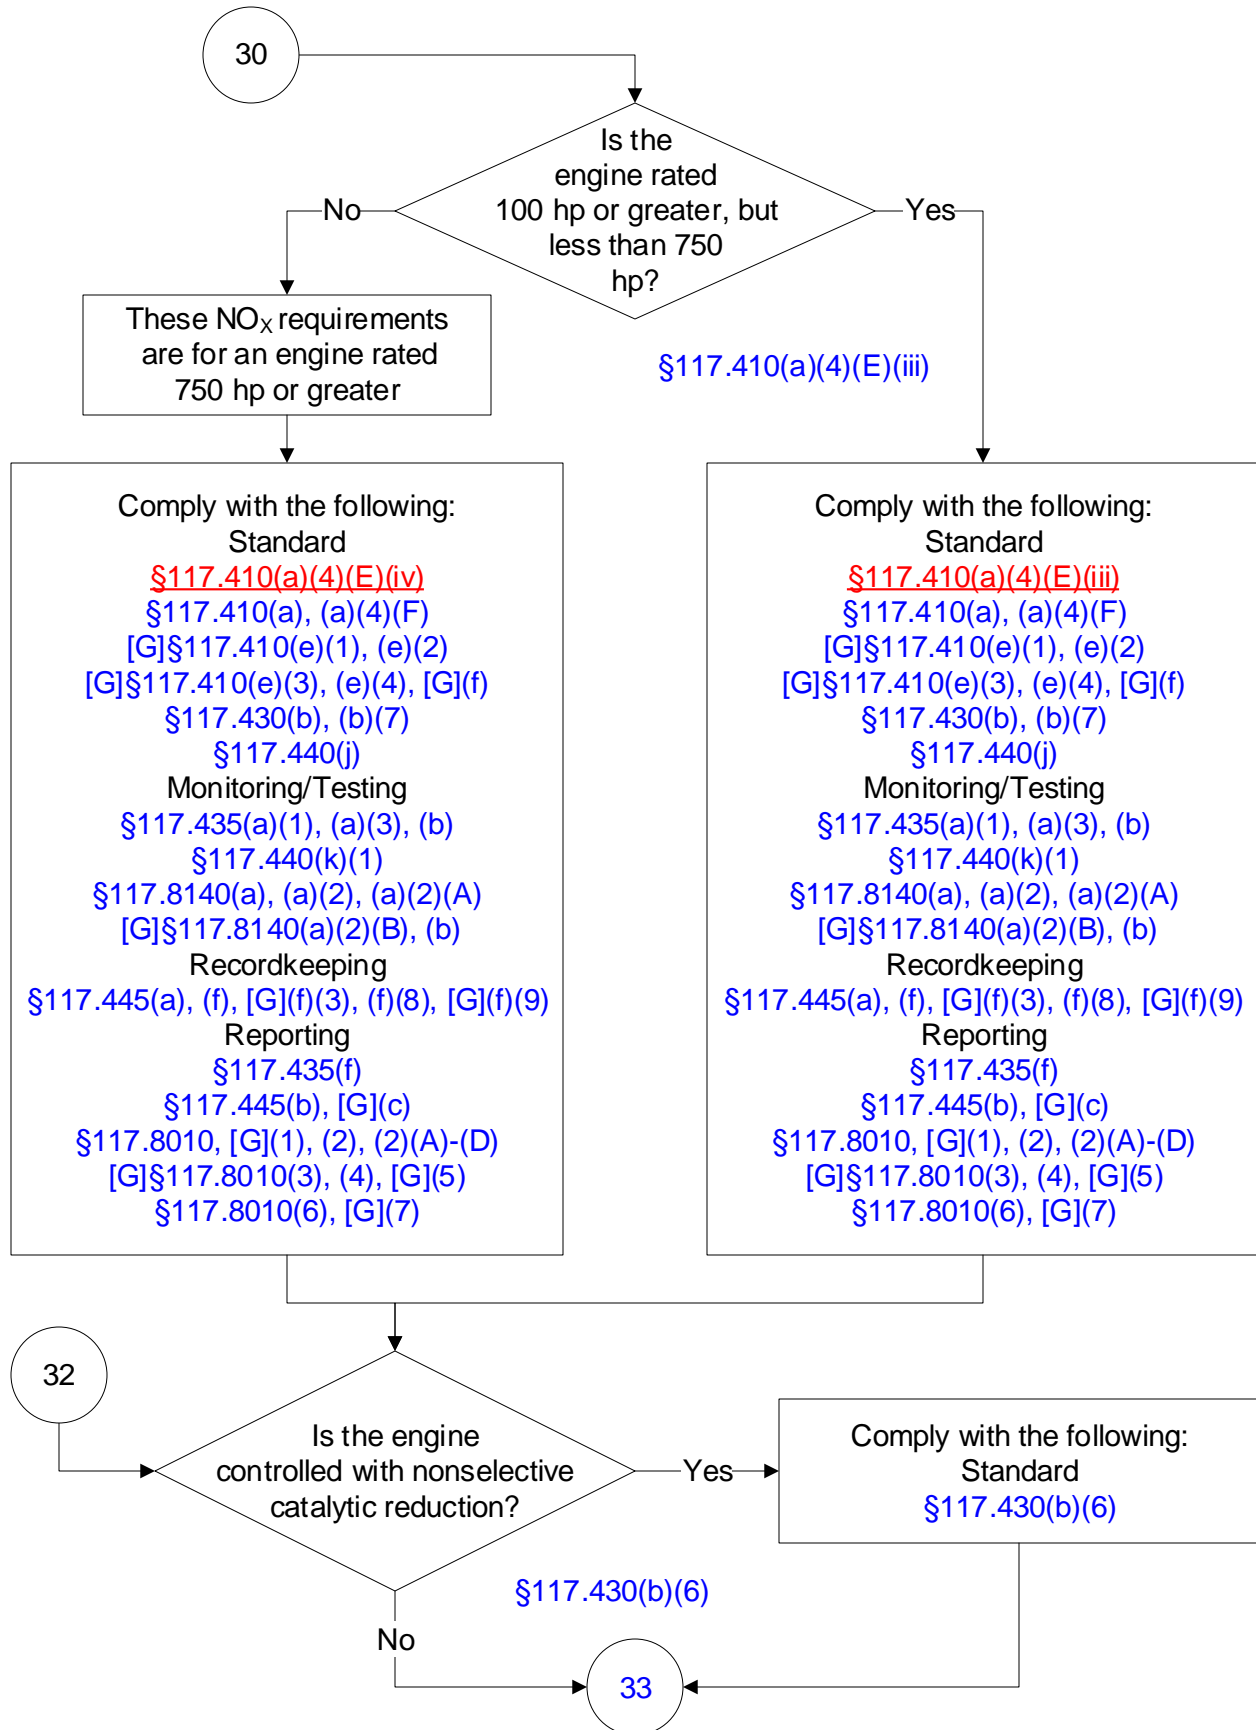 30
Is the
engine rated
100 hp or greater, but
less than 750
hp?
No
Yes
These NOX requirements
are for an engine rated
750 hp or greater
§117.410(a)(4)(E)(iii)
Comply with the following:
Standard
§117.410(a)(4)(E)(iv)
§117.410(a), (a)(4)(F)
[G]§117.410(e)(1), (e)(2)
[G]§117.410(e)(3), (e)(4), [G](f)
§117.430(b), (b)(7)
§117.440(j)
Monitoring/Testing
§117.435(a)(1), (a)(3), (b)
§117.440(k)(1)
§117.8140(a), (a)(2), (a)(2)(A)
[G]§117.8140(a)(2)(B), (b)
Recordkeeping
§117.445(a), (f), [G](f)(3), (f)(8), [G](f)(9)
Reporting
§117.435(f)
§117.445(b), [G](c)
§117.8010, [G](1), (2), (2)(A)-(D)
[G]§117.8010(3), (4), [G](5)
§117.8010(6), [G](7)
Comply with the following:
Standard
§117.410(a)(4)(E)(iii)
§117.410(a), (a)(4)(F)
[G]§117.410(e)(1), (e)(2)
[G]§117.410(e)(3), (e)(4), [G](f)
§117.430(b), (b)(7)
§117.440(j)
Monitoring/Testing
§117.435(a)(1), (a)(3), (b)
§117.440(k)(1)
§117.8140(a), (a)(2), (a)(2)(A)
[G]§117.8140(a)(2)(B), (b)
Recordkeeping
§117.445(a), (f), [G](f)(3), (f)(8), [G](f)(9)
Reporting
§117.435(f)
§117.445(b), [G](c)
§117.8010, [G](1), (2), (2)(A)-(D)
[G]§117.8010(3), (4), [G](5)
§117.8010(6), [G](7)
32
Is the engine
controlled with nonselective
catalytic reduction?
Yes
Comply with the following:
Standard
§117.430(b)(6)
§117.430(b)(6)
No
33